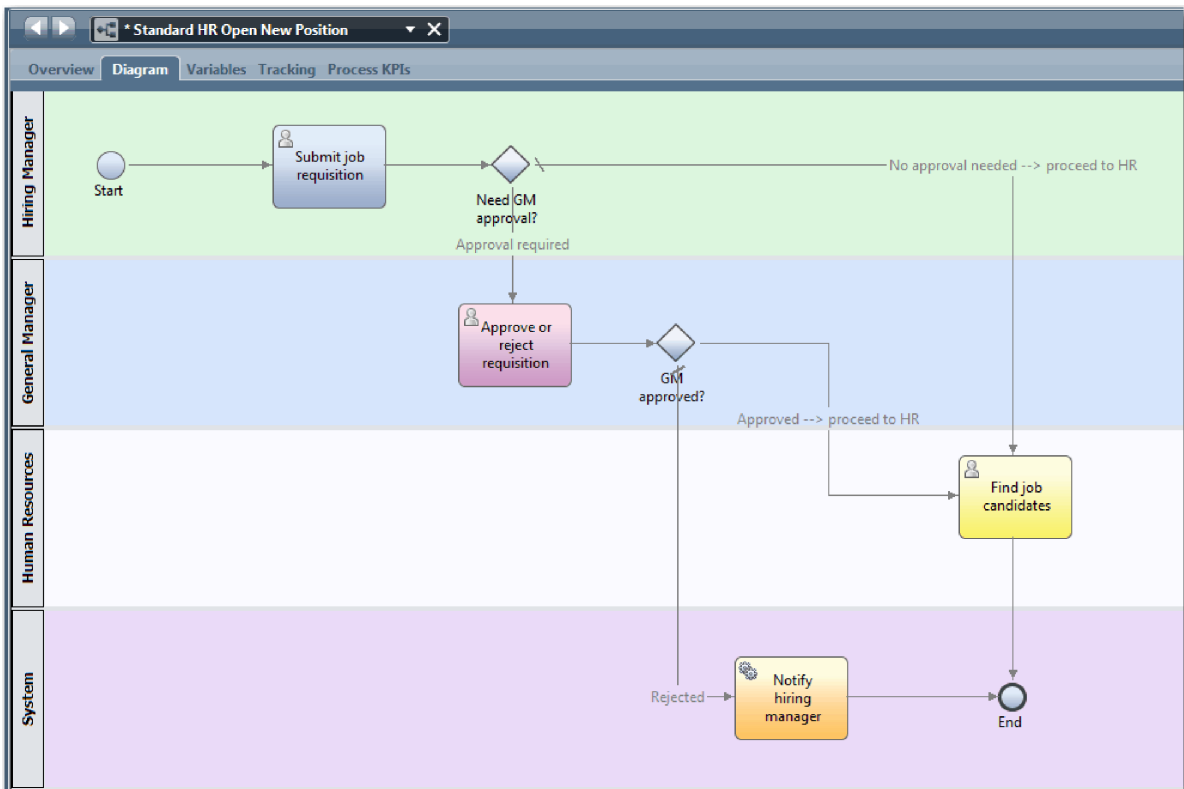 * Standard HR Open New Position
Overview Diagram Variables Tracking Process KPIs
Hiring Manager
Start
Submit job
requisition
Need GM
approval?
No approval needed --> proceed to HR
Approval required
General Manager
Approve or
reject
requisition
GM
approved?
Approved --> proceed to HR
Human Resources
Find job
candidates
System
Rejected
Notify
hiring
manager
End